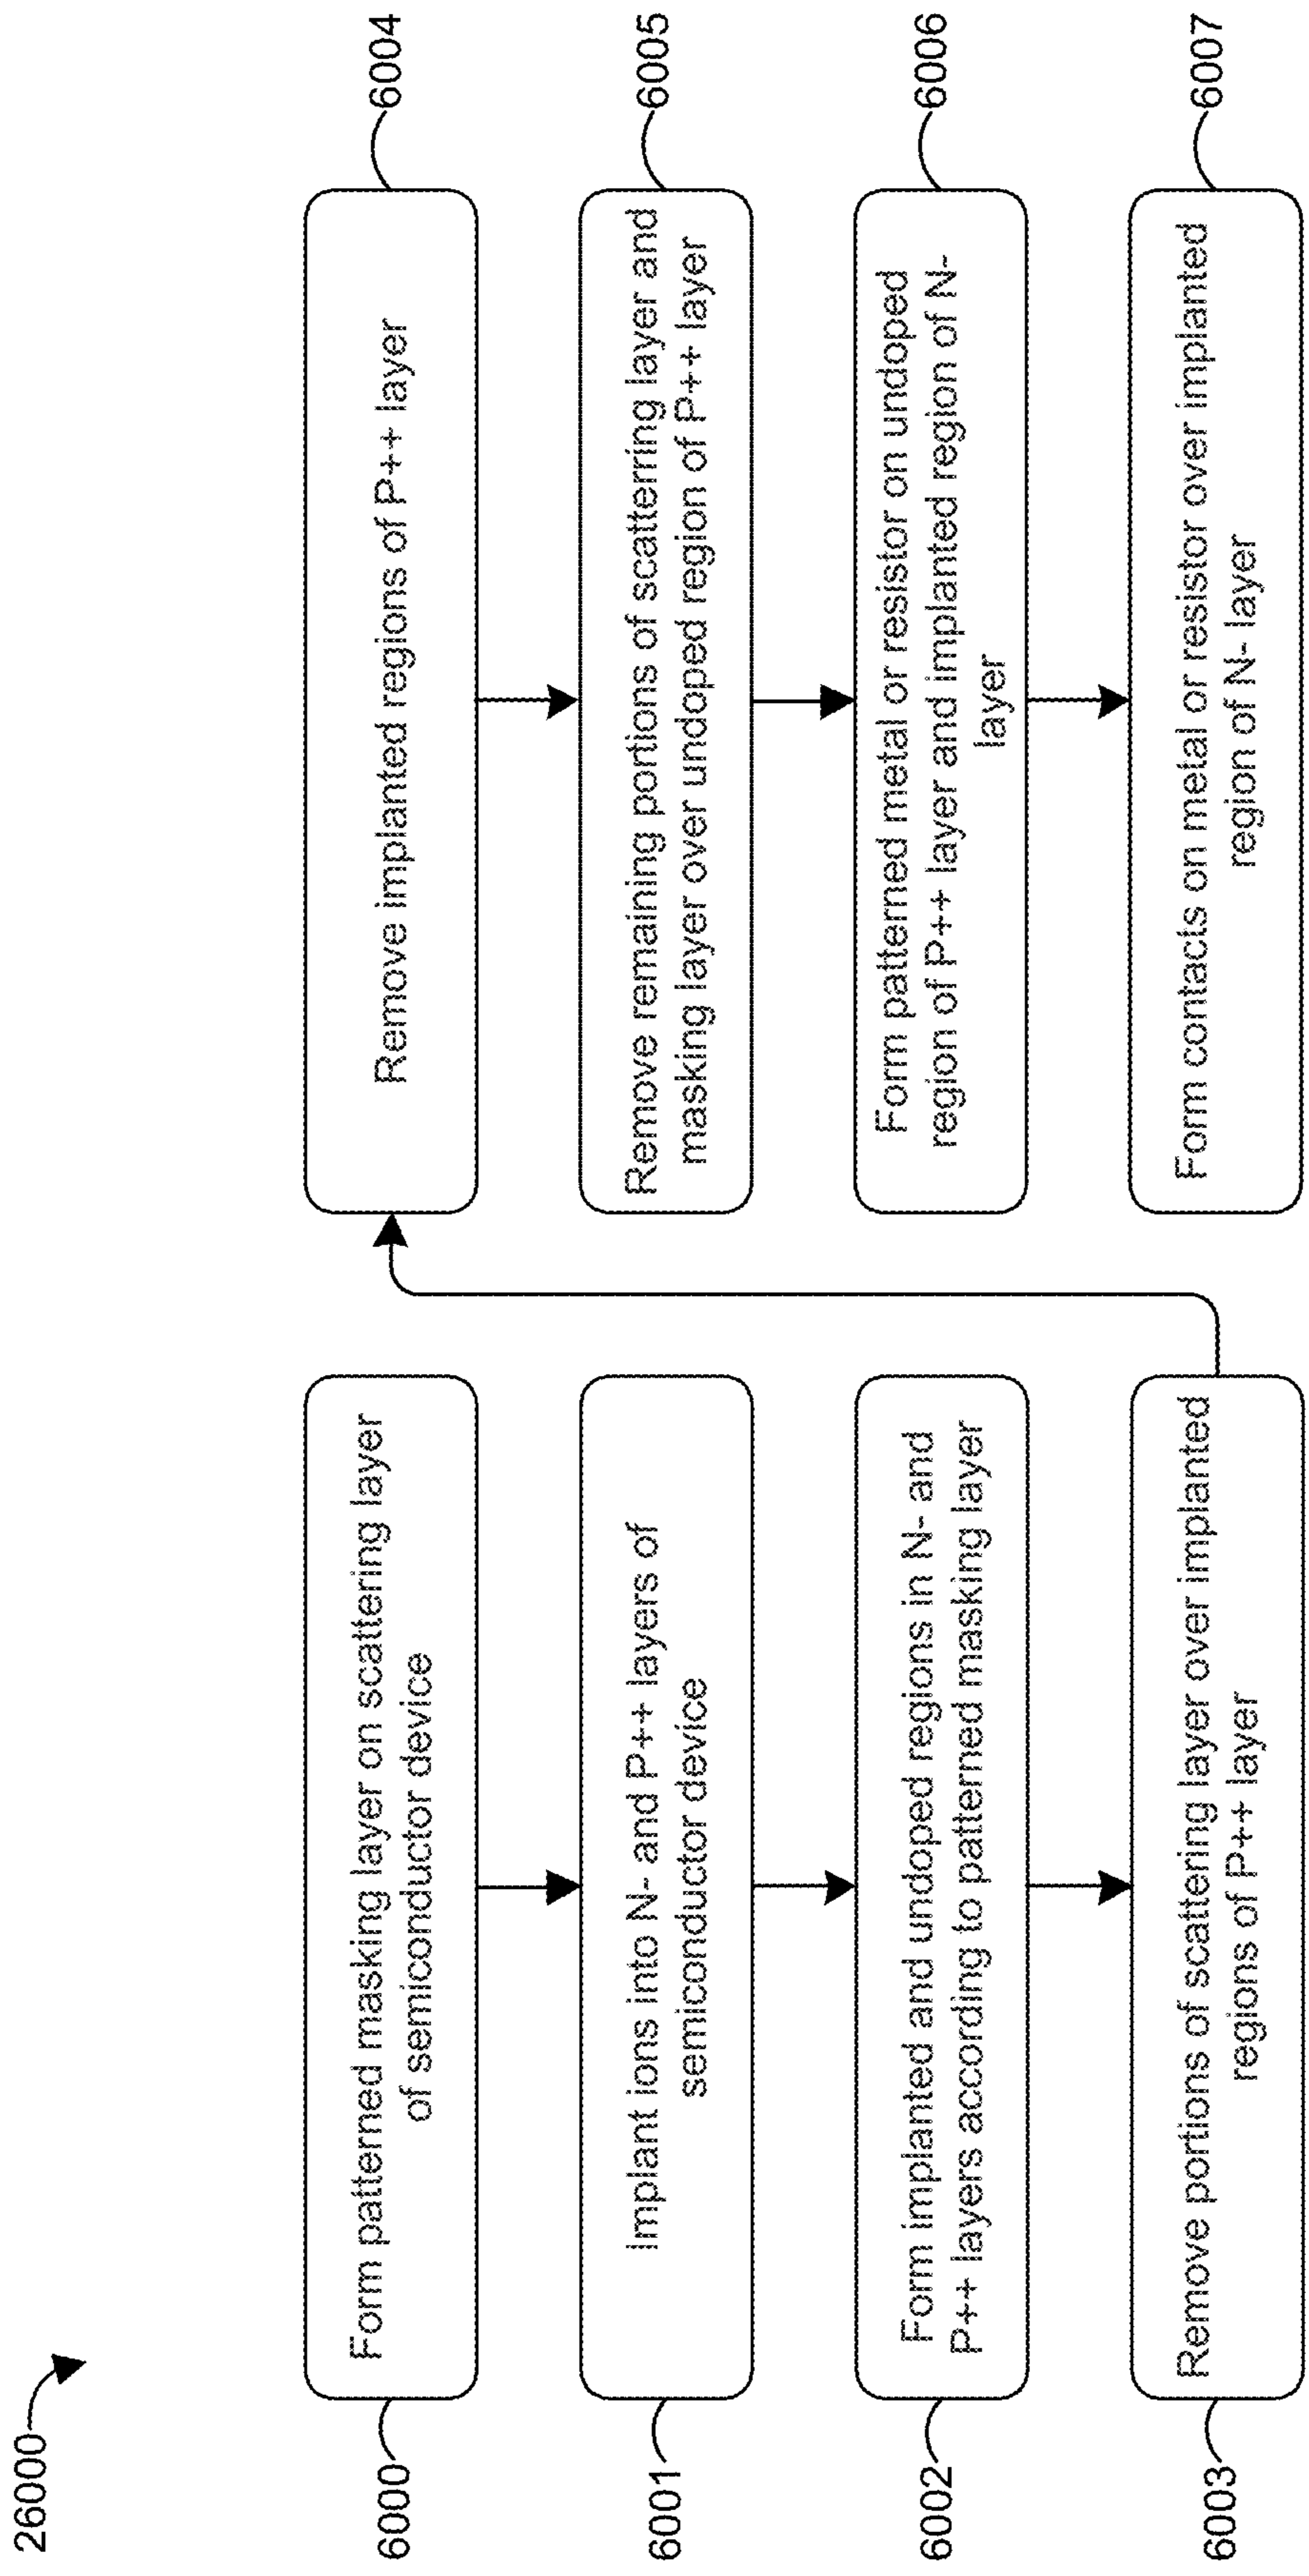 26000
6000
Form patterned masking layer on scattering layer
of semiconductor device
6001
Implant ions into N- and P++ layers of
semiconductor device
6002
Form implanted and undoped regions in N- and
P++ layers according to patterned masking layer
6003
Remove portions of scattering layer over implanted
regions of P++ layer
6004
Remove implanted regions of P++ layer
6005
Remove remaining portions of scatterring layer and
masking layer over undoped region of P++ layer
6006
Form patterned metal or resistor on undoped
region of P++ layer and implanted region of N-
layer
6007
Form contacts on metal or resistor over implanted
region of N- layer